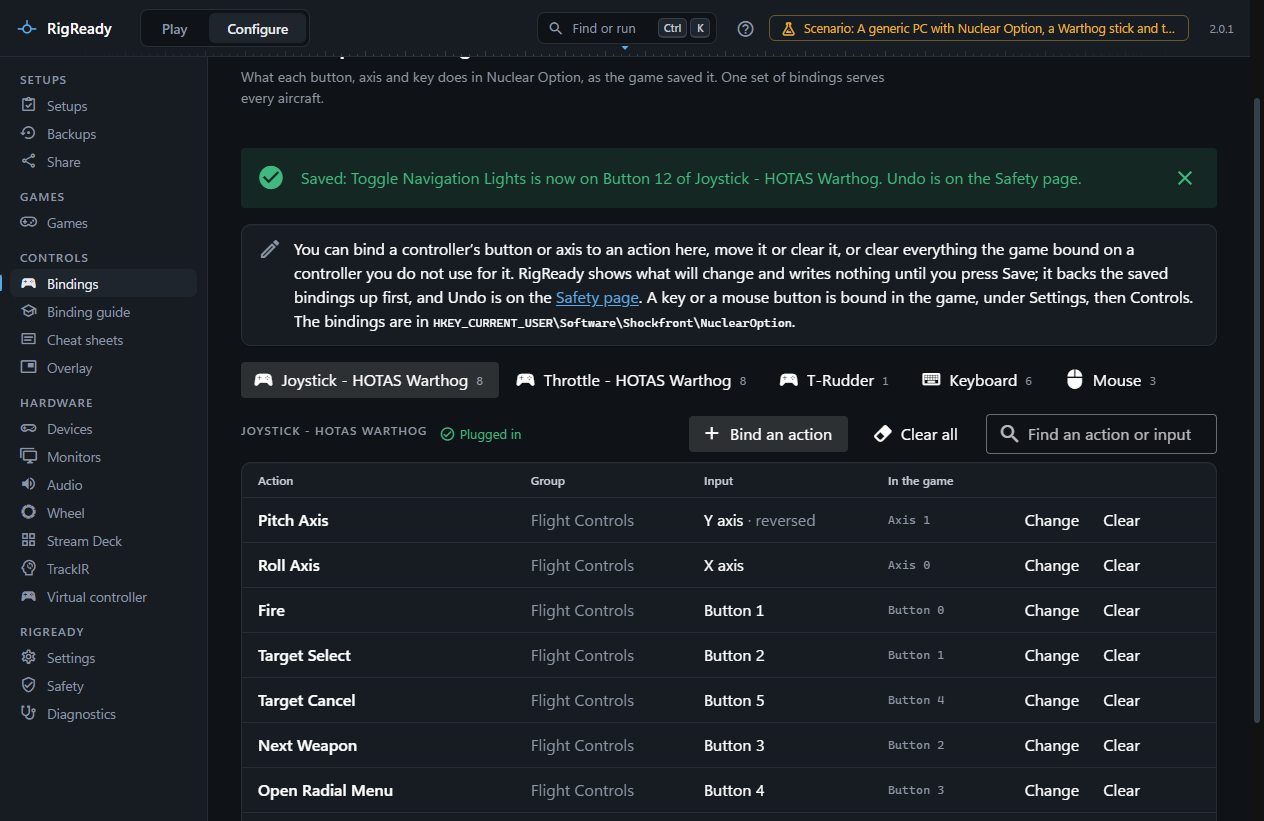 RigReady
Play
Configure
Find or run
Ctrl
K
Scenario: A generic PC with Nuclear Option, a Warthog stick and t...
2.0.1
SETUPS
Setups
Backups
Share
GAMES
Games
CONTROLS
Bindings
Binding guide
Cheat sheets
Overlay
HARDWARE
Devices
Monitors
Audio
Wheel
Stream Deck
TrackIR
Virtual controller
RIGREADY
Settings
Safety
Diagnostics
What each button, axis and key does in Nuclear Option, as the game saved it. One set of bindings serves
every aircraft.
Saved: Toggle Navigation Lights is now on Button 12 of Joystick - HOTAS Warthog. Undo is on the Safety page.
You can bind a controller’s button or axis to an action here, move it or clear it, or clear everything the game bound on a
controller you do not use for it. RigReady shows what will change and writes nothing until you press Save; it backs the saved
bindings up first, and Undo is on the Safety page. A key or a mouse button is bound in the game, under Settings, then Controls.
The bindings are in HKEY_CURRENT_USER\Software\Shockfront\NuclearOption.
Joystick - HOTAS Warthog 8
Throttle - HOTAS Warthog 8
T-Rudder 1
Keyboard 6
Mouse 3
JOYSTICK - HOTAS WARTHOG
Plugged in
Bind an action
Clear all
Find an action or input
Action Group Input In the game
Pitch Axis Flight Controls Y axis · reversed Axis 1 Change Clear
Roll Axis Flight Controls X axis Axis 0 Change Clear
Fire Flight Controls Button 1 Button 0 Change Clear
Target Select Flight Controls Button 2 Button 1 Change Clear
Target Cancel Flight Controls Button 5 Button 4 Change Clear
Next Weapon Flight Controls Button 3 Button 2 Change Clear
Open Radial Menu Flight Controls Button 4 Button 3 Change Clear